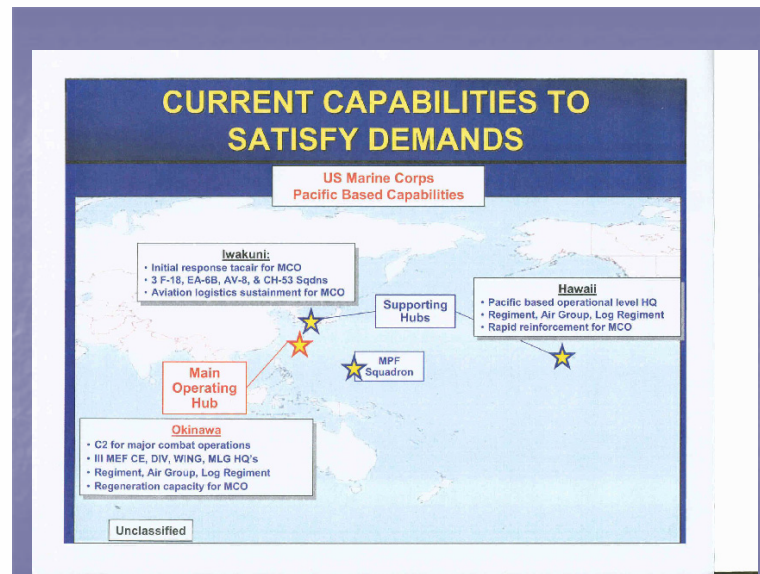 CURRENT CAPABILITIES TO
SATISFY DEMANDS
US Marine Corps
Pacific Based Capabilities
Iwakuni:
• Initial response tacair for MCO
• 3 F-18, EA-6B, AV-8, & CH-53 Sqdns
• Aviation logistics sustainment for MCO
Supporting
Hubs
Hawaii
• Pacific based operational level HQ
• Regiment, Air Group, Log Regiment
• Rapid reinforcement for MCO
MPF
Squadron
Main
Operating
Hub
Okinawa
• C2 for major combat operations
• III MEF CE, DIV, WING, MLG HQ's
• Regiment, Air Group, Log Regiment
• Regeneration capacity for MCO
Unclassified